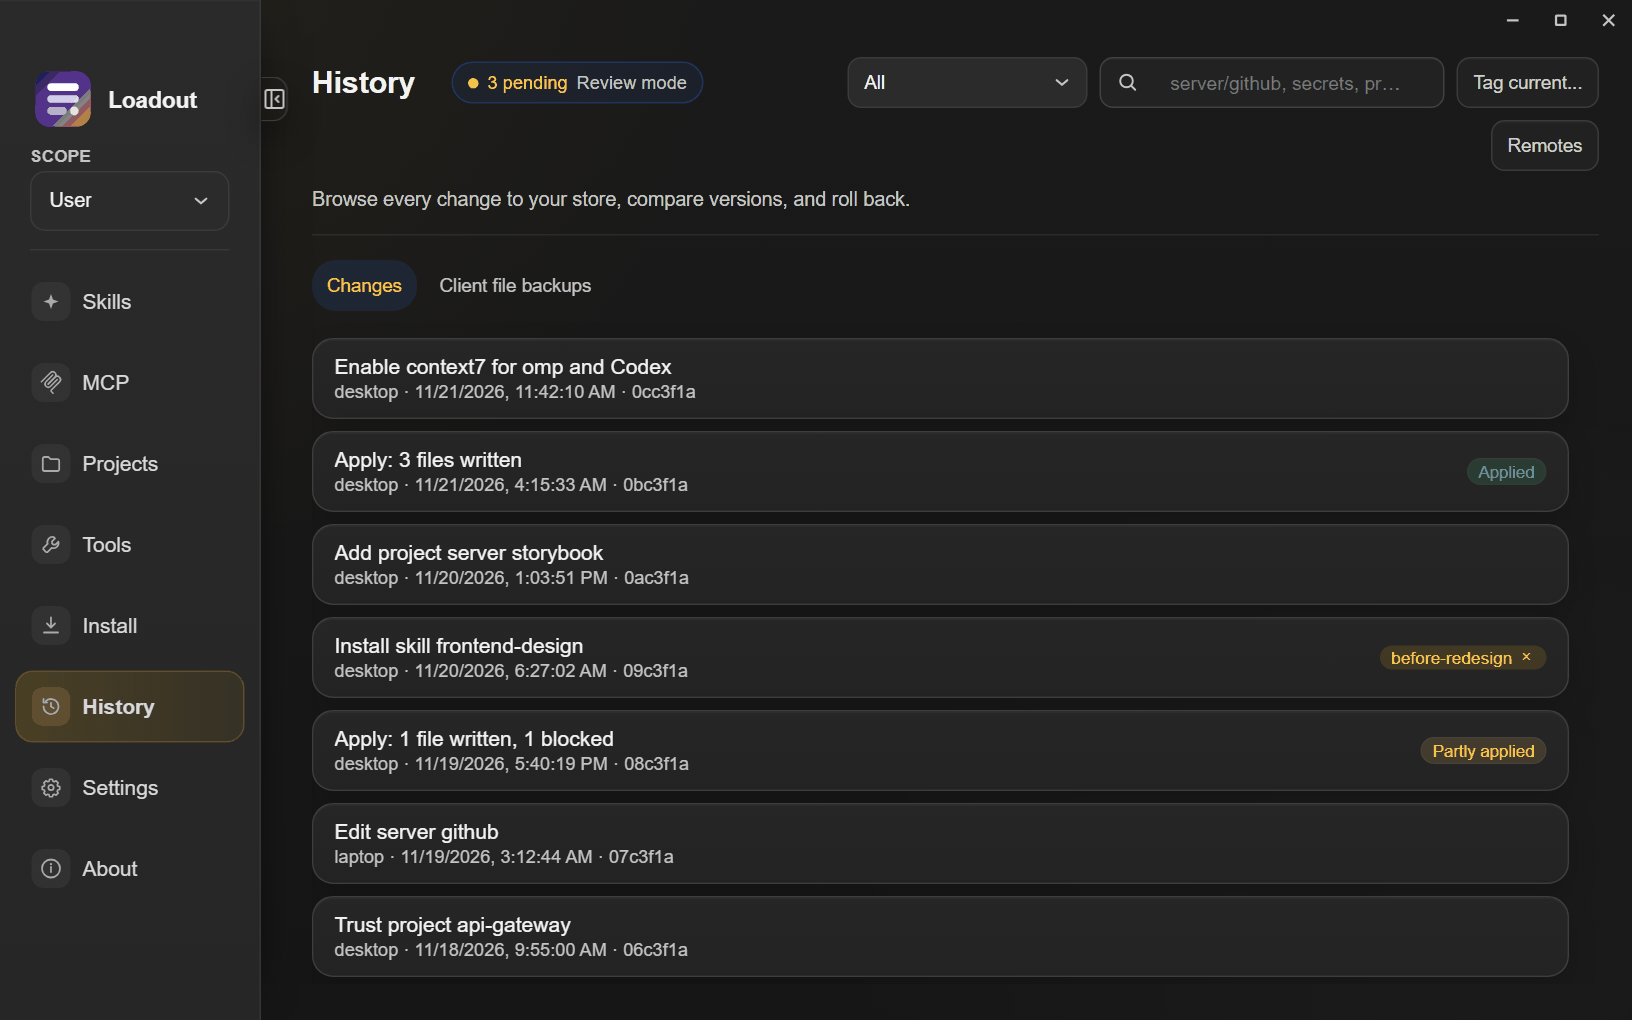 Loadout
SCOPE
User
Skills
MCP
Projects
Tools
Install
History
Settings
About
History
3 pending Review mode
All
server/github, secrets, pr…
Tag current...
Remotes
Browse every change to your store, compare versions, and roll back.
Changes
Client file backups
Enable context7 for omp and Codex
desktop · 11/21/2026, 11:42:10 AM · 0cc3f1a
Apply: 3 files written
desktop · 11/21/2026, 4:15:33 AM · 0bc3f1a
Applied
Add project server storybook
desktop · 11/20/2026, 1:03:51 PM · 0ac3f1a
Install skill frontend-design
desktop · 11/20/2026, 6:27:02 AM · 09c3f1a
before-redesign ×
Apply: 1 file written, 1 blocked
desktop · 11/19/2026, 5:40:19 PM · 08c3f1a
Partly applied
Edit server github
laptop · 11/19/2026, 3:12:44 AM · 07c3f1a
Trust project api-gateway
desktop · 11/18/2026, 9:55:00 AM · 06c3f1a